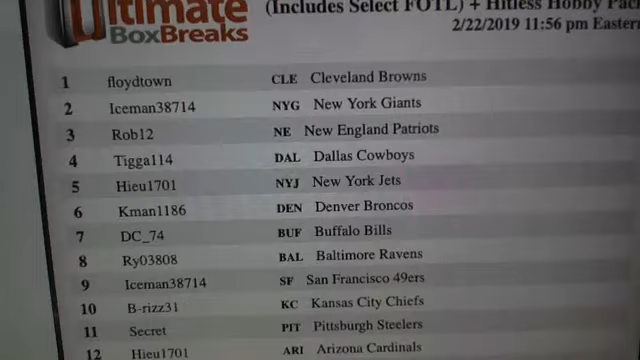 Ultimate
BoxBreaks
(Includes Select FOTL) + Hitless Hobby Pack
2/22/2019 11:56 pm Eastern
1 floydtown CLE Cleveland Browns
2 Iceman38714 NYG New York Giants
3 Rob12 NE New England Patriots
4 Tigga114 DAL Dallas Cowboys
5 Hieu1701 NYJ New York Jets
6 Kman1186 DEN Denver Broncos
7 DC_74 BUF Buffalo Bills
8 Ry03808 BAL Baltimore Ravens
9 Iceman38714 SF San Francisco 49ers
10 B-rizz31 KC Kansas City Chiefs
11 Secret PIT Pittsburgh Steelers
12 Hieu1701 ARI Arizona Cardinals